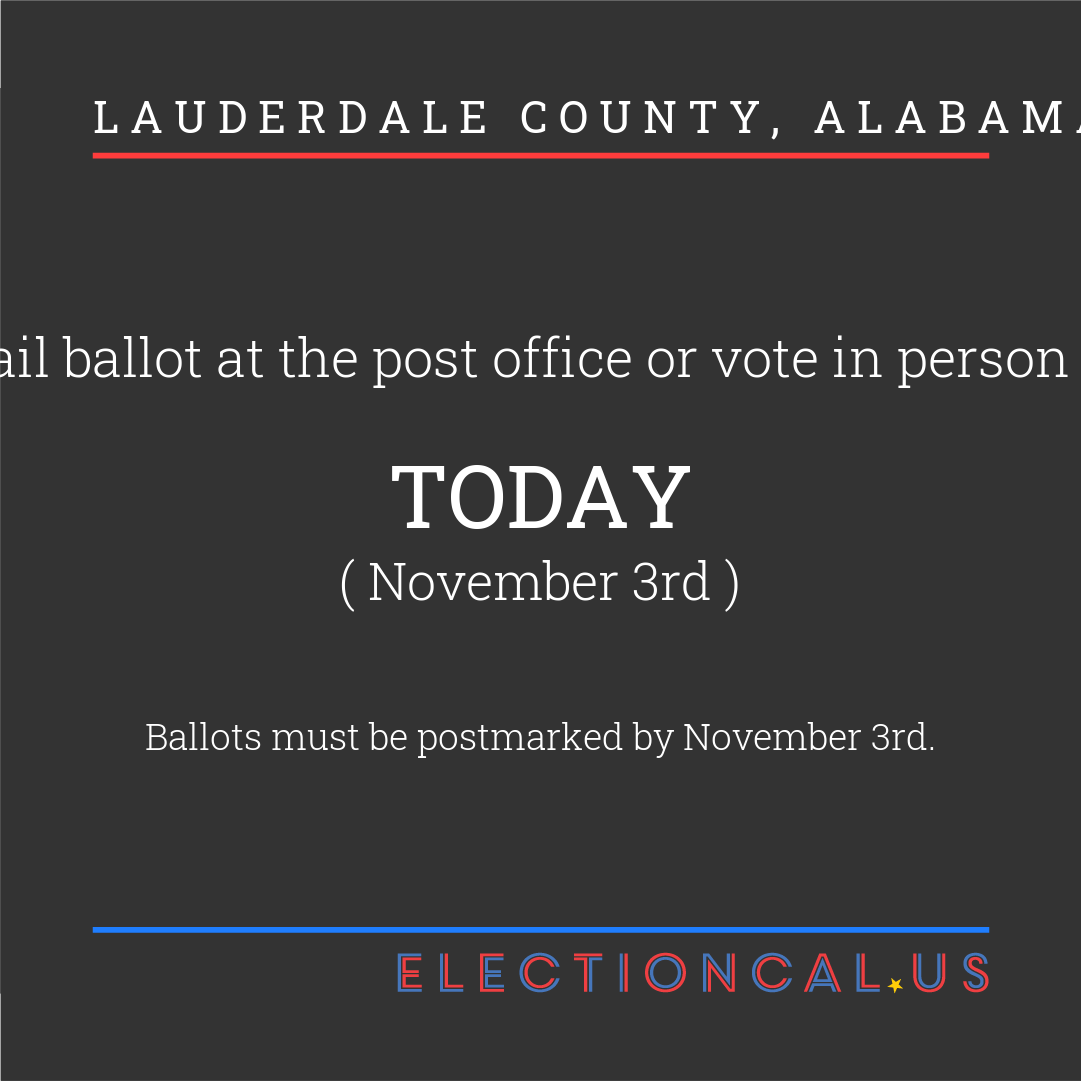 LAUDERDALE COUNTY, ALABAMA
ail ballot at the post office or vote in person
TODAY
( November 3rd )
Ballots must be postmarked by November 3rd.
ELECTIONCAL.US